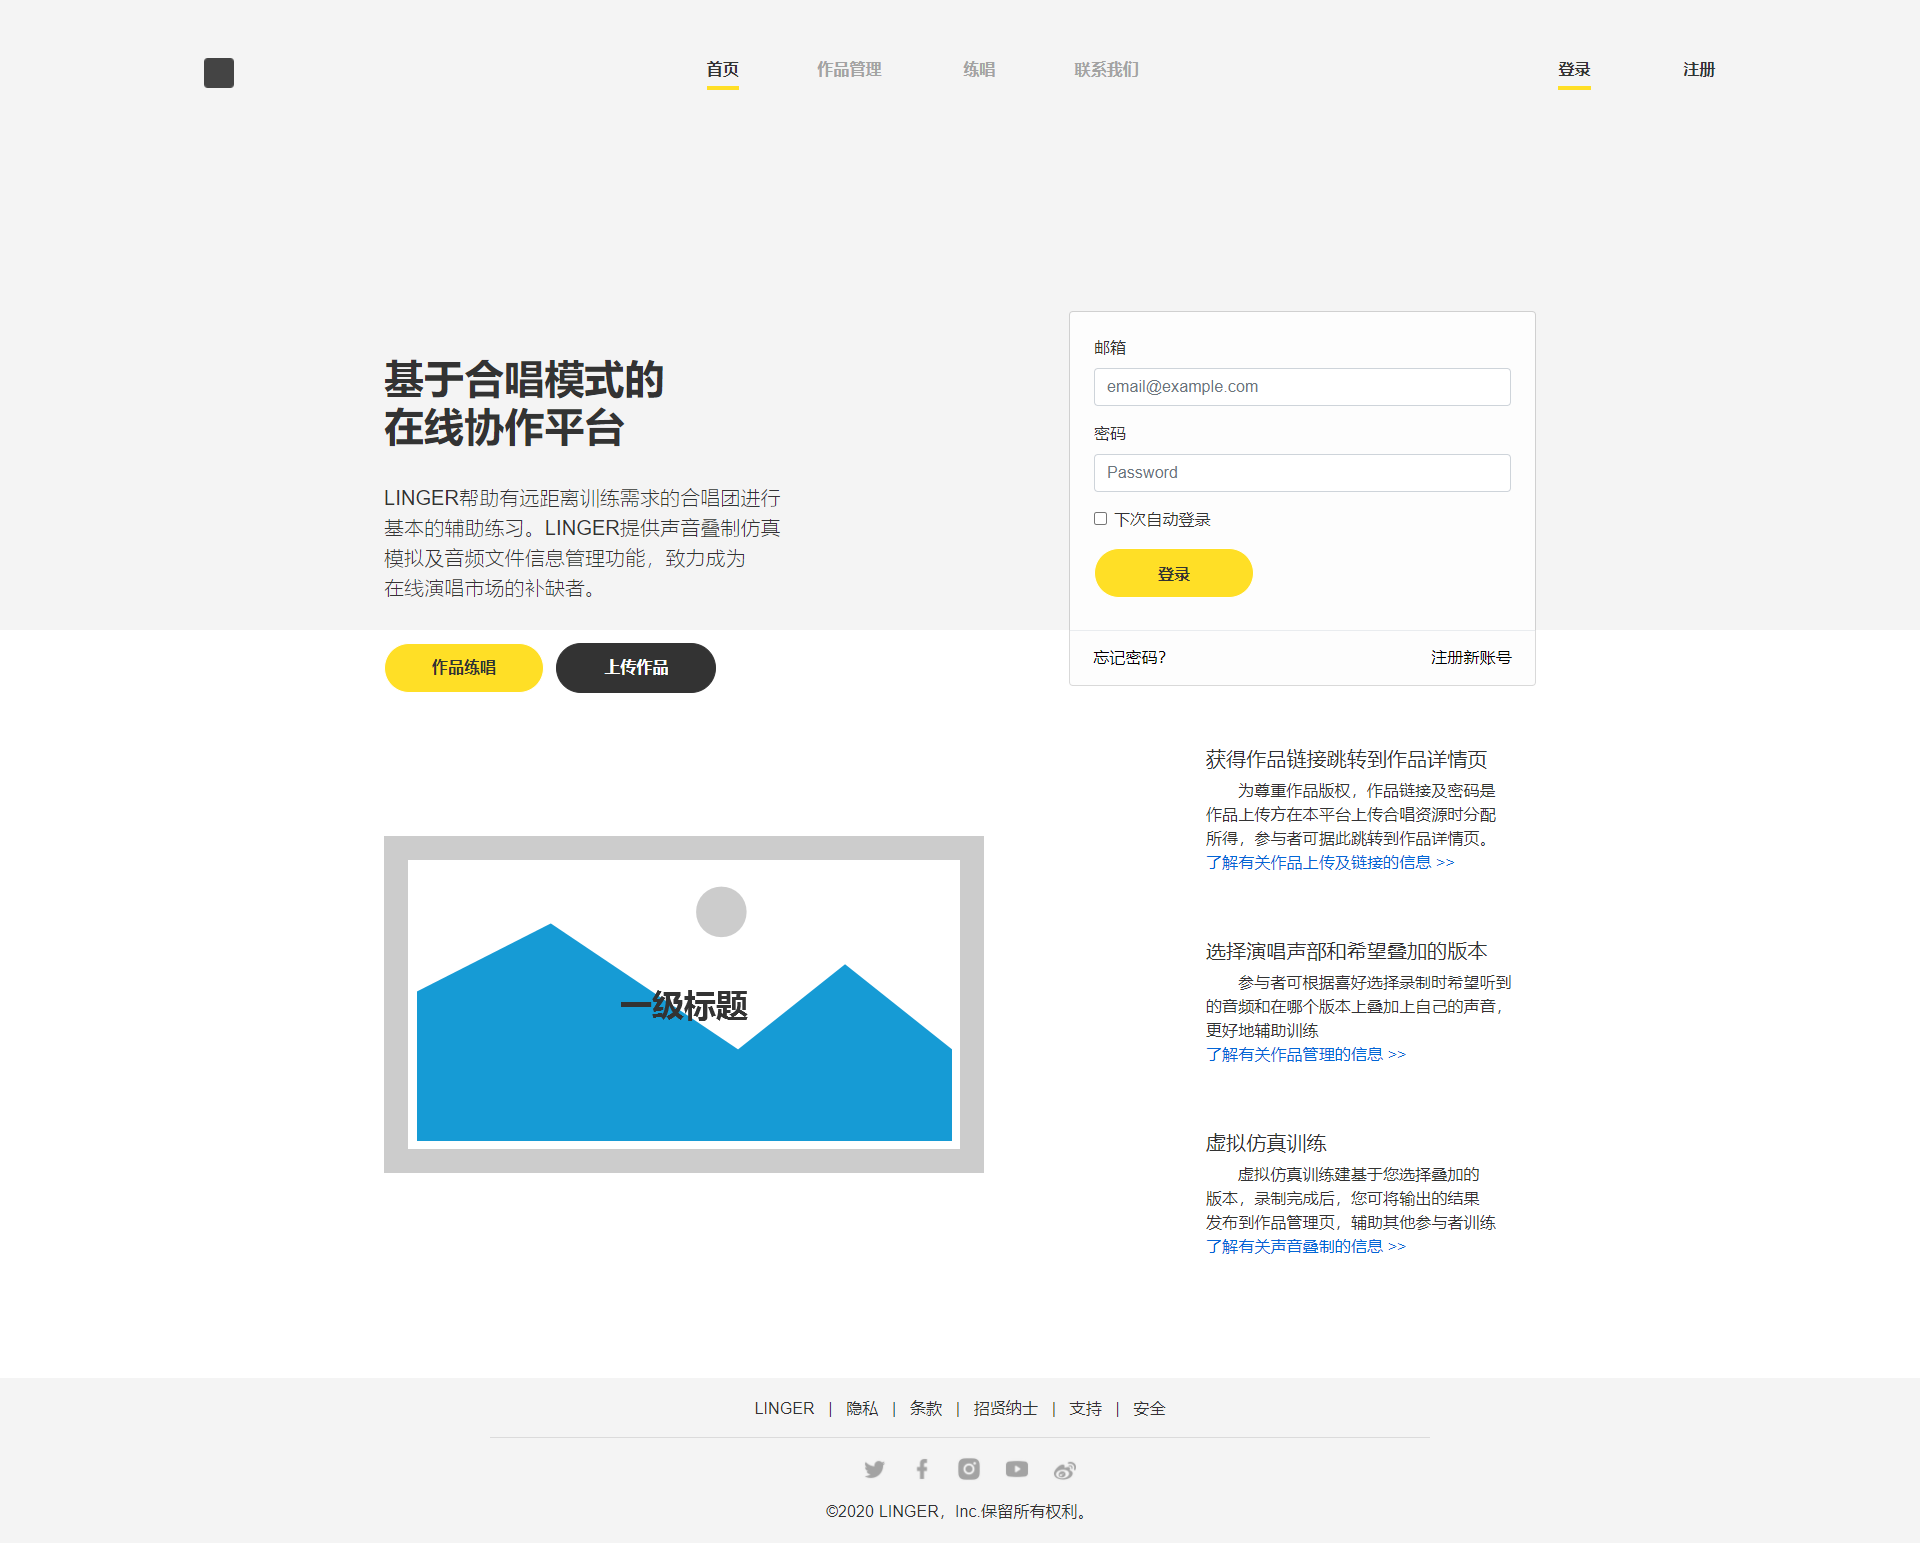 首页 作品管理 练唱 联系我们 登录 注册
基于合唱模式的
在线协作平台
LINGER帮助有远距离训练需求的合唱团进行
基本的辅助练习。LINGER提供声音叠制仿真
模拟及音频文件信息管理功能，致力成为
在线演唱市场的补缺者。
作品练唱 上传作品
邮箱
email@example.com
密码
Password
下次自动登录
登录
忘记密码? 注册新账号
一级标题
获得作品链接跳转到作品详情页
为尊重作品版权，作品链接及密码是
作品上传方在本平台上传合唱资源时分配
所得，参与者可据此跳转到作品详情页。
了解有关作品上传及链接的信息 >>
选择演唱声部和希望叠加的版本
参与者可根据喜好选择录制时希望听到
的音频和在哪个版本上叠加上自己的声音，
更好地辅助训练
了解有关作品管理的信息 >>
虚拟仿真训练
虚拟仿真训练建基于您选择叠加的
版本，录制完成后，您可将输出的结果
发布到作品管理页，辅助其他参与者训练
了解有关声音叠制的信息 >>
LINGER | 隐私 | 条款 | 招贤纳士 | 支持 | 安全
©2020 LINGER，Inc.保留所有权利。